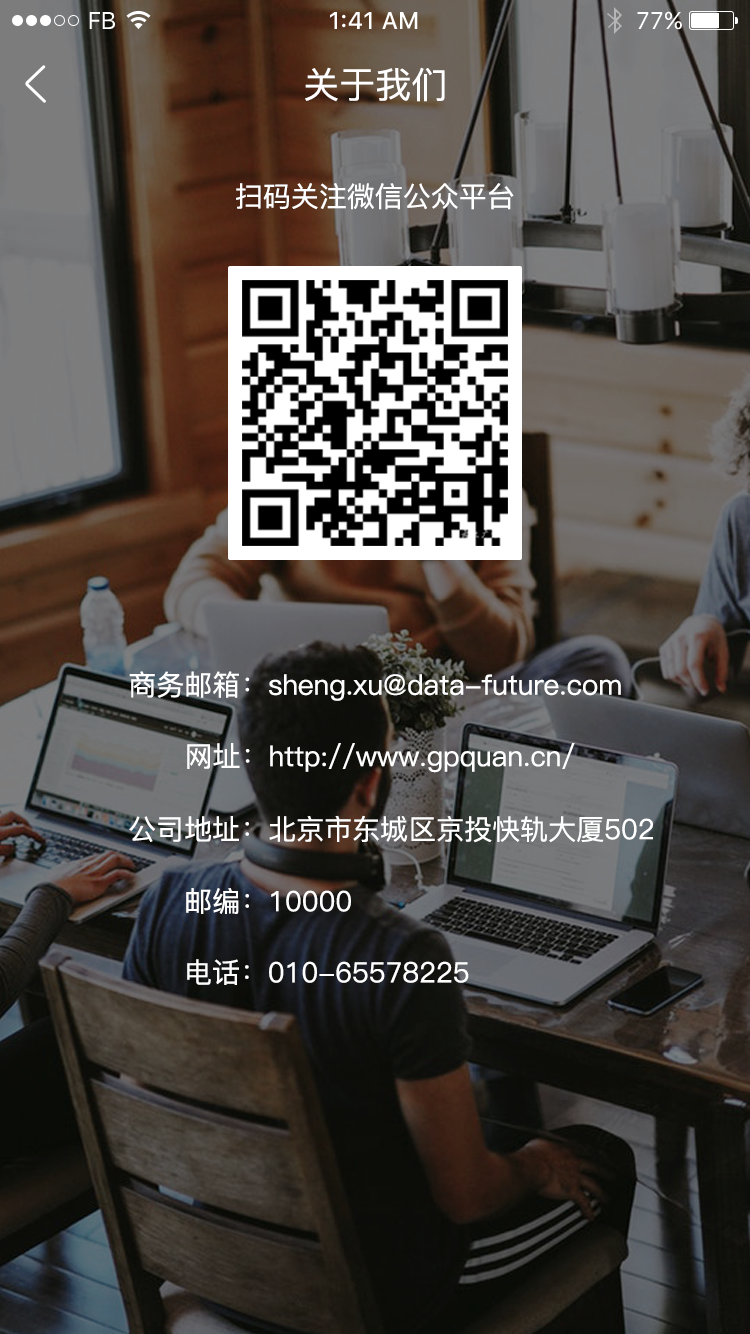 FB 1:41 AM 77%
关于我们
扫码关注微信公众平台
商务邮箱：sheng.xu@data-future.com
网址：http://www.gpquan.cn/
公司地址：北京市东城区京投快轨大厦502
邮编：10000
电话：010-65578225